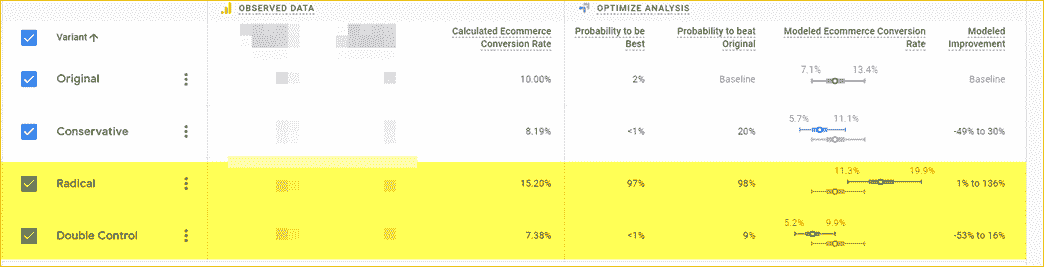 OBSERVED DATA OPTIMIZE ANALYSIS
Variant Calculated Ecommerce Conversion Rate Probability to be Best Probability to beat Original Modeled Ecommerce Conversion Rate Modeled Improvement
Original 10.00% 2% Baseline 7.1% 13.4% Baseline
Conservative 8.19% <1% 20% 5.7% 11.1% -49% to 30%
Radical 15.20% 97% 98% 11.3% 19.9% 1% to 136%
Double Control 7.38% <1% 9% 5.2% 9.9% -53% to 16%